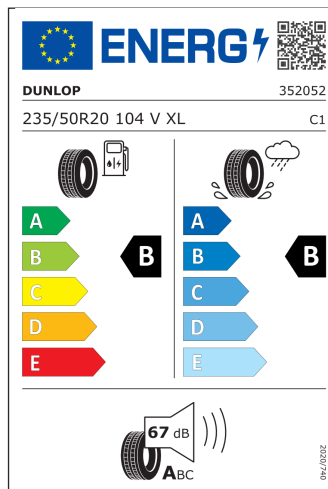 ENERG
DUNLOP 352052
235/50R20 104 V XL C1
A A
B B B B
C C
D D
E E
67 dB
ABC
2020/740